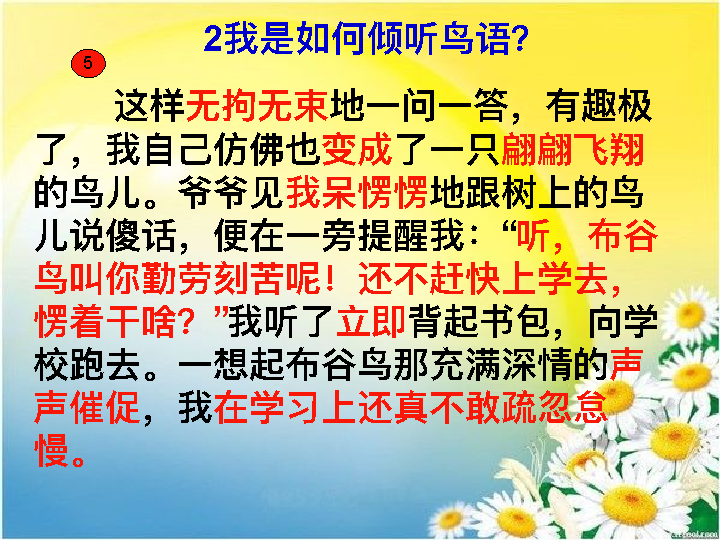 2我是如何倾听鸟语?
5
这样无拘无束地一问一答，有趣极
了，我自己仿佛也变成了一只翩翩飞翔
的鸟儿。爷爷见我呆愣愣地跟树上的鸟
儿说傻话，便在一旁提醒我：“听，布谷
鸟叫你勤劳刻苦呢！还不赶快上学去，
愣着干啥？”我听了立即背起书包，向学
校跑去。一想起布谷鸟那充满深情的声
声催促，我在学习上还真不敢疏忽怠
慢。